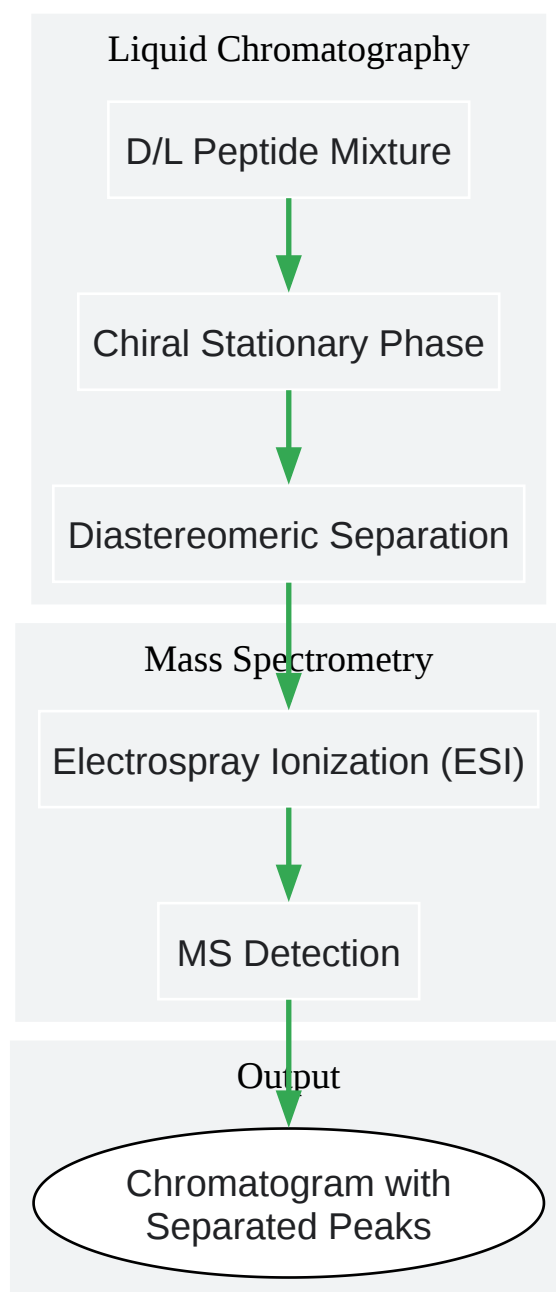 Liquid Chromatography
D/L Peptide Mixture
Chiral Stationary Phase
Diastereomeric Separation
Mass Spectrometry
Electrospray Ionization (ESI)
MS Detection
Output
Chromatogram with
Separated Peaks